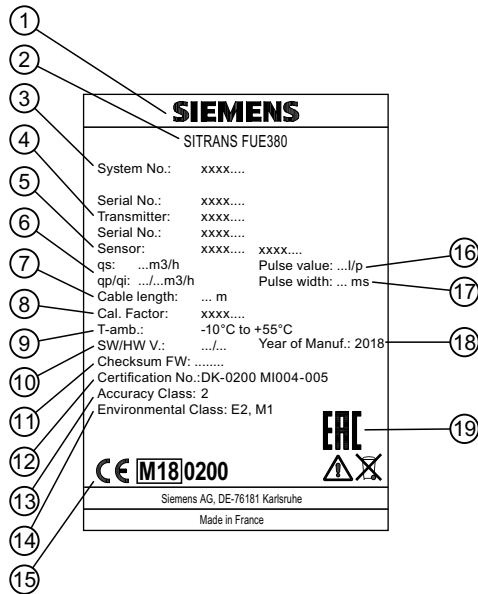 1
2
3
4
5
6
7
8
9
10
11
12
13
14
15
16
17
18
19
SIEMENS
SITRANS FUE380
System No.: xxxx....
Serial No.: xxxx....
Transmitter: xxxx....
Serial No.: xxxx....
Sensor: xxxx.... xxxx....
qs: ...m3/h Pulse value: ...l/p
qp/qi: .../...m3/h Pulse width: ... ms
Cable length: ... m
Cal. Factor: xxxx....
T-amb.: -10°C to +55°C
SW/HW V.: .../... Year of Manuf.: 2018
Checksum FW: ........
Certification No.:DK-0200 MI004-005
Accuracy Class: 2
Environmental Class: E2, M1
EAC
CE M18 0200
Siemens AG, DE-76181 Karlsruhe
Made in France